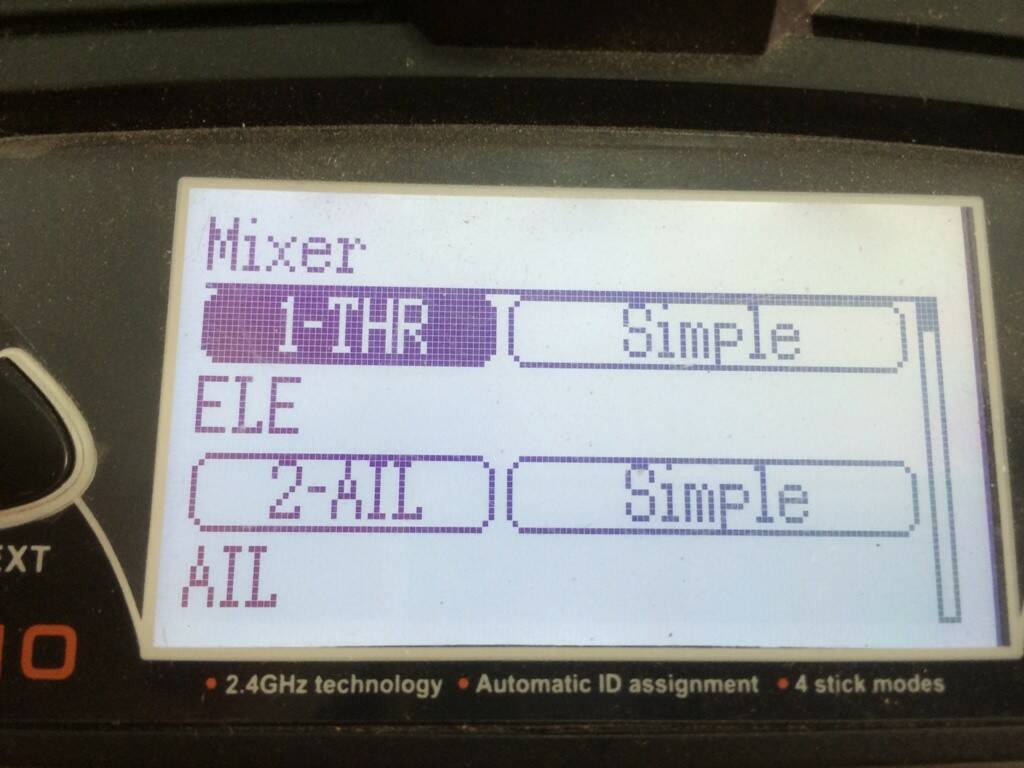 Mixer
1-THR Simple
ELE
2-AIL Simple
AIL
EXT
10
• 2.4GHz technology • Automatic ID assignment • 4 stick modes